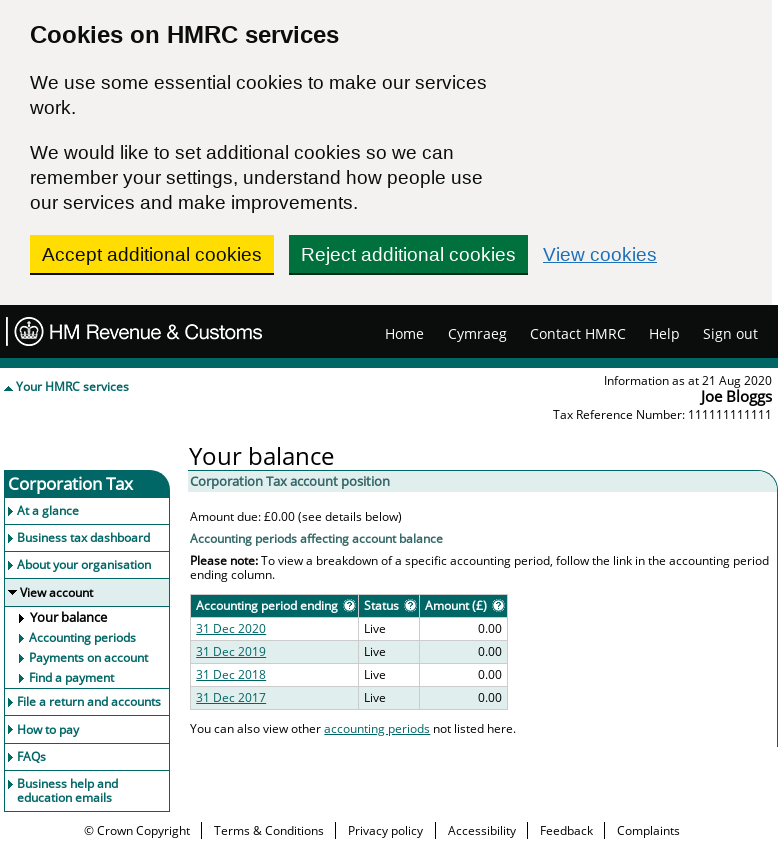 Cookies on HMRC services
We use some essential cookies to make our services
work.
We would like to set additional cookies so we can
remember your settings, understand how people use
our services and make improvements.
Accept additional cookies Reject additional cookies View cookies
HM Revenue & Customs Home Cymraeg Contact HMRC Help Sign out
Your HMRC services
Information as at 21 Aug 2020
Joe Bloggs
Tax Reference Number: 111111111111
Corporation Tax
At a glance
Business tax dashboard
About your organisation
View account
Your balance
Accounting periods
Payments on account
Find a payment
File a return and accounts
How to pay
FAQs
Business help and
education emails
Your balance
Corporation Tax account position
Amount due: £0.00 (see details below)
Accounting periods affecting account balance
Please note: To view a breakdown of a specific accounting period, follow the link in the accounting period
ending column.
Accounting period ending ? Status ? Amount (£) ?
31 Dec 2020 Live 0.00
31 Dec 2019 Live 0.00
31 Dec 2018 Live 0.00
31 Dec 2017 Live 0.00
You can also view other accounting periods not listed here.
© Crown Copyright Terms & Conditions Privacy policy Accessibility Feedback Complaints